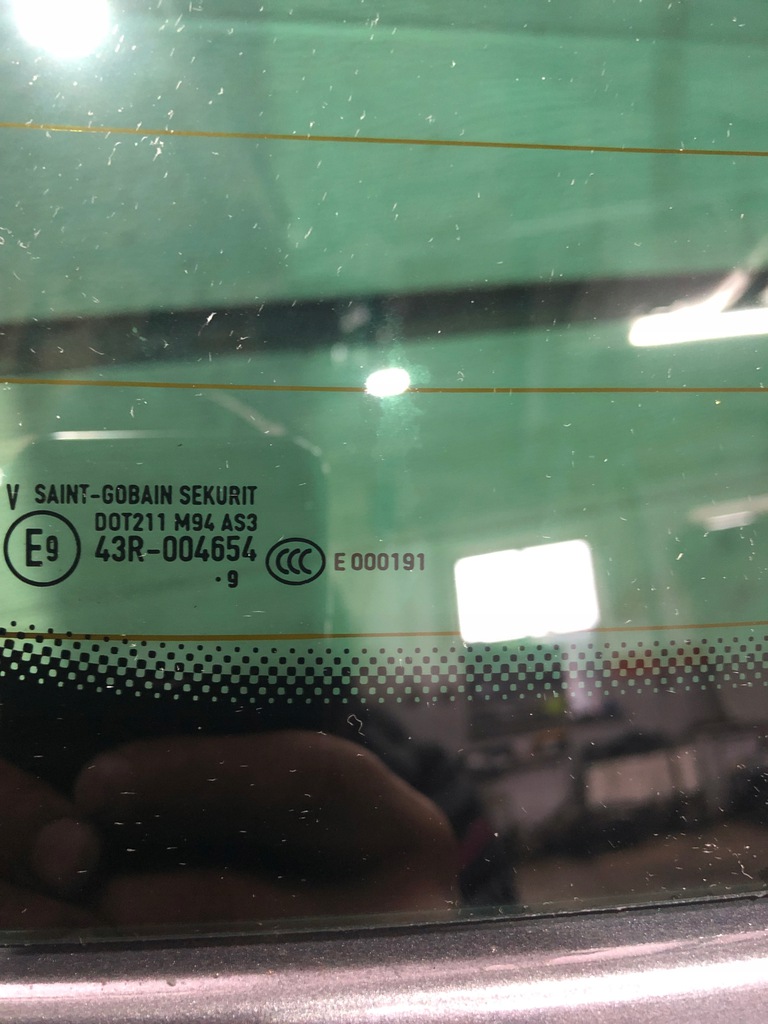 V SAINT-GOBAIN SEKURIT
E9
DOT211 M94 AS3
43R-004654
CCC E 000191
·9